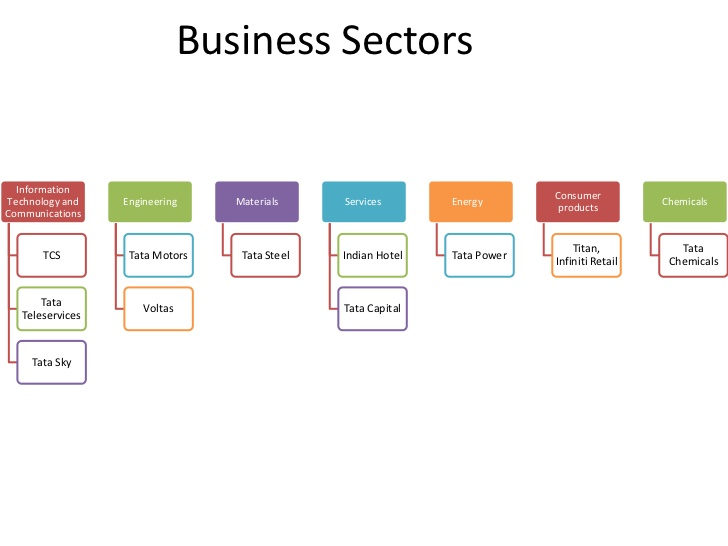 Business Sectors
Information
Technology and
Communications
TCS
Tata
Teleservices
Tata Sky
Engineering
Tata Motors
Voltas
Materials
Tata Steel
Services
Indian Hotel
Tata Capital
Energy
Tata Power
Consumer
products
Titan,
Infiniti Retail
Chemicals
Tata
Chemicals